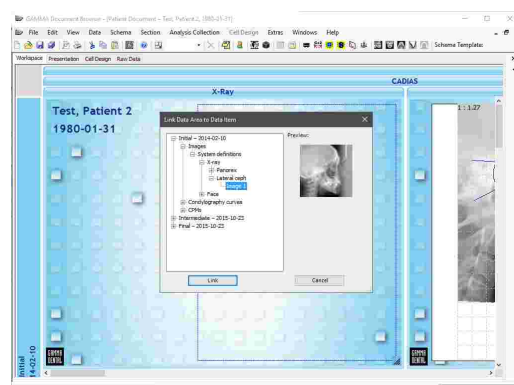 GAMMA Document Browser - [Patient Document - Test, Patient 2, 1980-01-31]
File Edit View Data Schema Section Analysis Collection Cell Design Extras Windows Help
Schema Template:
Workspace Presentation Cell Design Raw Data
CADIAS
X-Ray
Test, Patient 2
1980-01-31
1 : 1.27
Link Data Area to Data Item
Initial - 2014-02-10
Images
System definitions
X-ray
Panorex
Lateral ceph
Image 1
Face
Condylography curves
CPMs
Intermediate - 2015-10-23
Final - 2015-10-23
Preview:
Link
Cancel
Initial
14-02-10
GAMMA
DENTAL
GAMMA
DENTAL